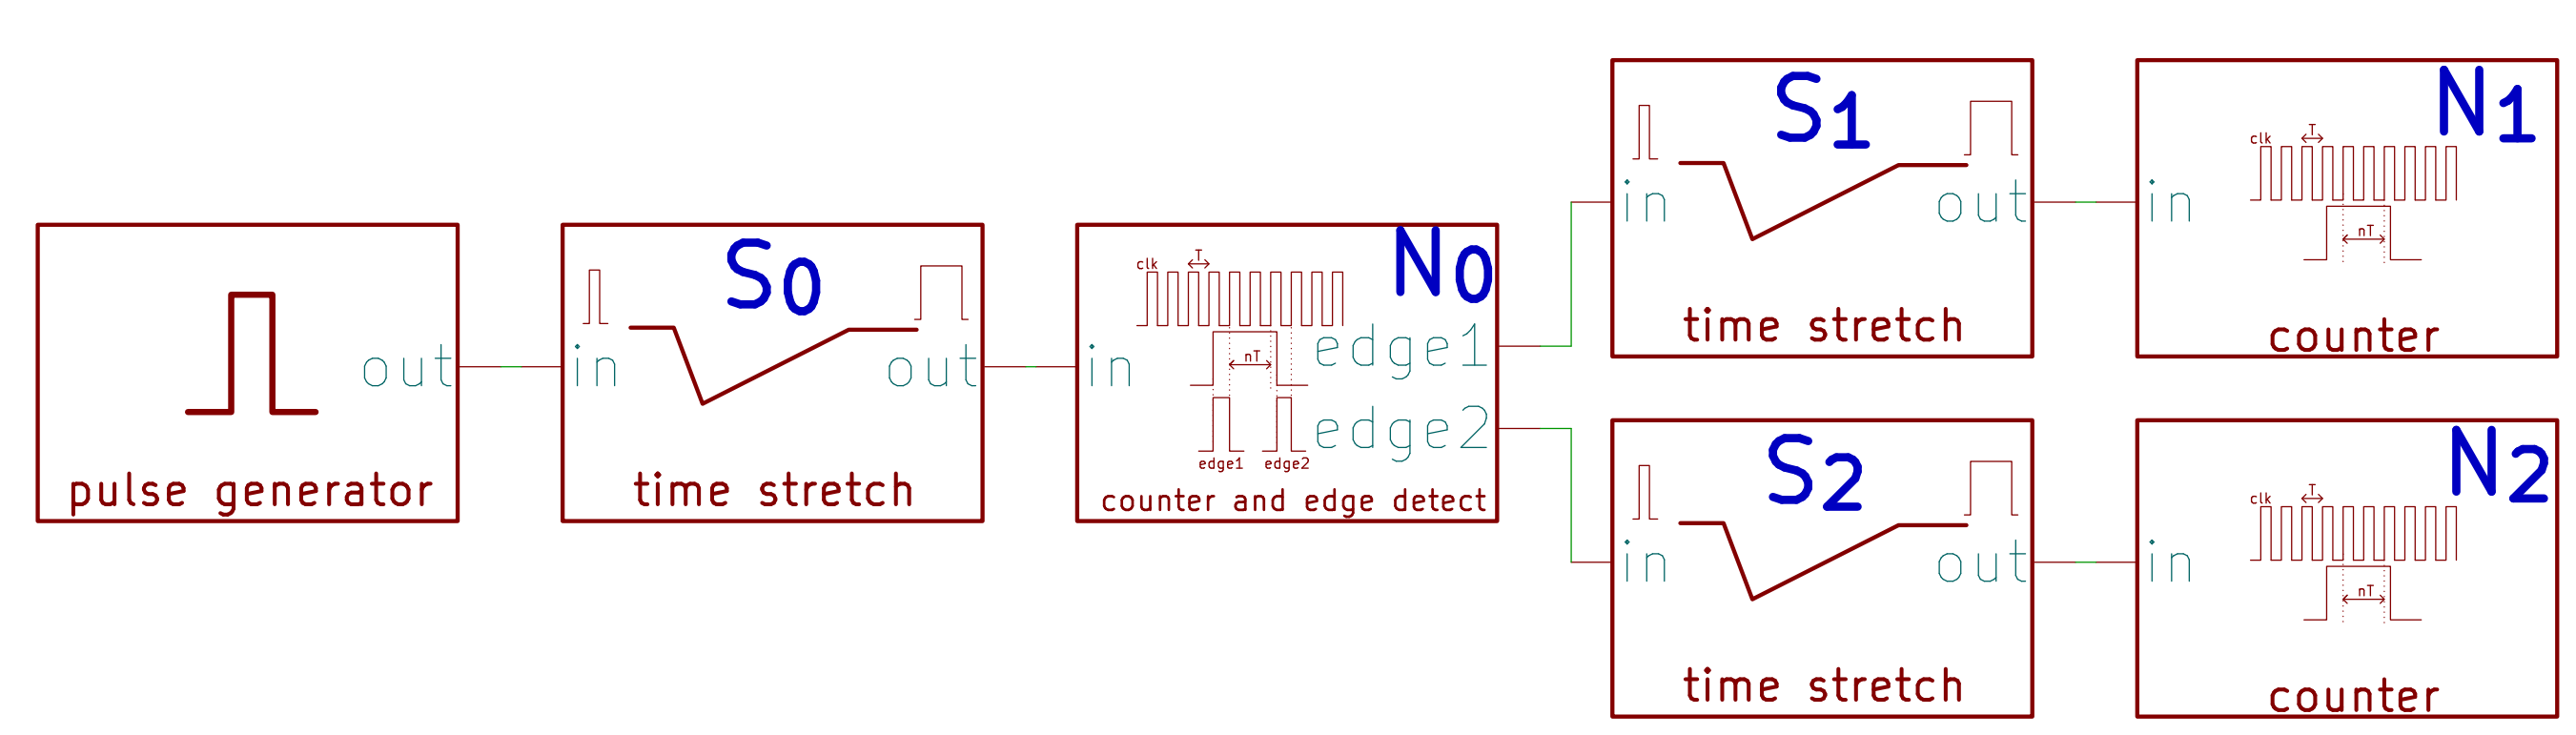 out
pulse generator
S0
in
out
time stretch
N0
clk
T
in
nT
edge1
edge2
edge1
edge2
counter and edge detect
S1
in
out
time stretch
N1
clk
T
in
nT
counter
S2
in
out
time stretch
N2
clk
T
in
nT
counter